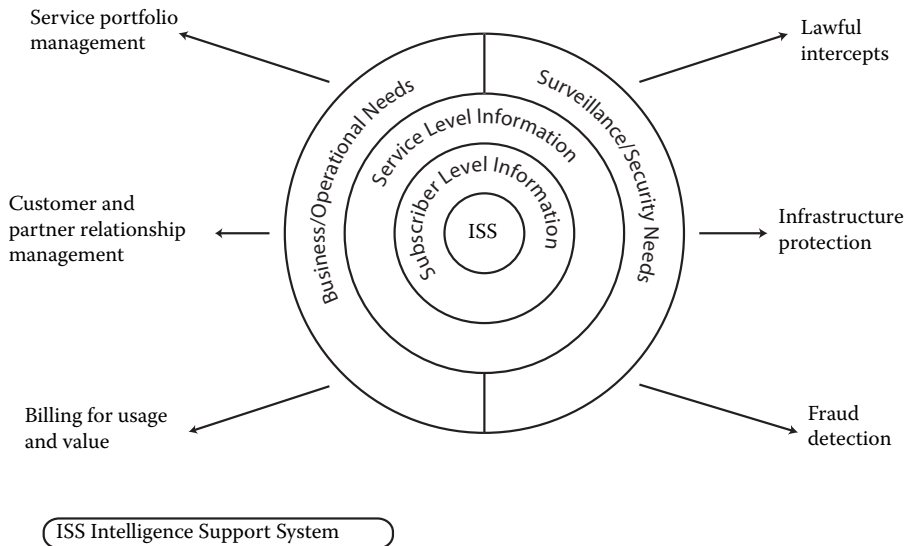 Service portfolio
management
Lawful
intercepts
Business/Operational Needs
Surveillance/Security Needs
Service Level Information
Subscriber Level Information
ISS
Customer and
partner relationship
management
Infrastructure
protection
Billing for usage
and value
Fraud
detection
ISS Intelligence Support System